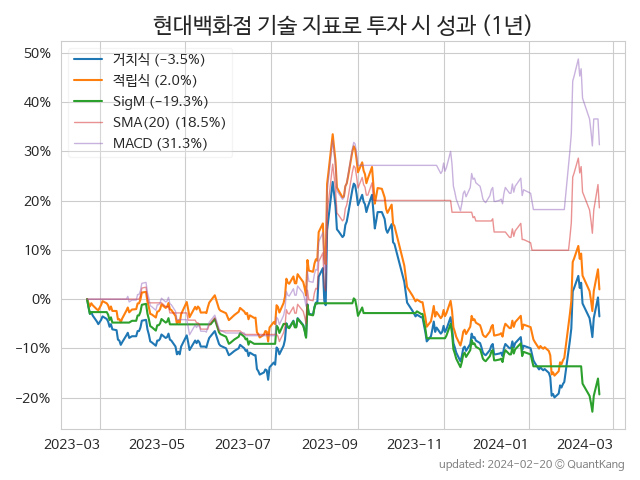 현대백화점 기술 지표로 투자 시 성과 (1년)
50%
40%
30%
20%
10%
0%
−10%
−20%
거치식 (−3.5%)
적립식 (2.0%)
SigM (−19.3%)
SMA(20) (18.5%)
MACD (31.3%)
2023-03 2023-05 2023-07 2023-09 2023-11 2024-01 2024-03
updated: 2024-02-20 © QuantKang